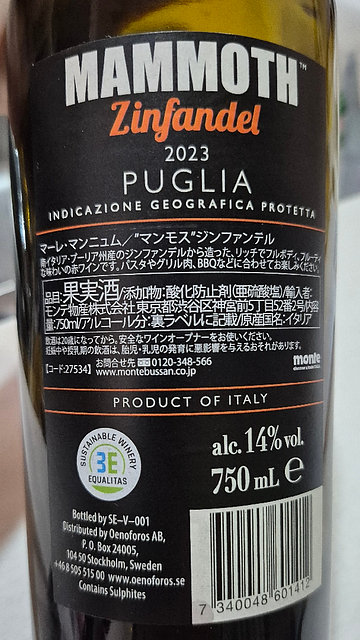 MAMMOTH™
Zinfandel
2023
PUGLIA
INDICAZIONE GEOGRAFICA PROTETTA
マーレ・マンニュム／"マンモス"ジンファンデル
南イタリア・プーリア州産のジンファンデルから造った、リッチでフルボディ、フルーティ
な味わいの赤ワインです。パスタやグリル肉、BBQなどに合わせてお楽しみください。
品目:果実酒/添加物:酸化防止剤(亜硫酸塩)/輸入者:
モンテ物産株式会社 東京都渋谷区神宮前5丁目52番2号/内容
量:750ml/アルコール分:裏ラベルに記載/原産国名:イタリア
飲酒は20歳になってから。安全なワインオープナーをお使いください。
妊娠中や授乳期の飲酒は、胎児・乳児の発育に悪影響を与えるおそれがあります。
【コード:27534】
お問合せ先 0120-348-566
www.montebussan.co.jp
monte
PRODUCT OF ITALY
SUSTAINABLE WINERY
3E
EQUALITAS
alc. 14% vol.
750 mL ℮
Bottled by SE–V–001
Distributed by Oenoforos AB,
P. O. Box 24005,
104 50 Stockholm, Sweden
+46 8 505 515 00 www.oenoforos.se
Contains Sulphites
7 340048 601412